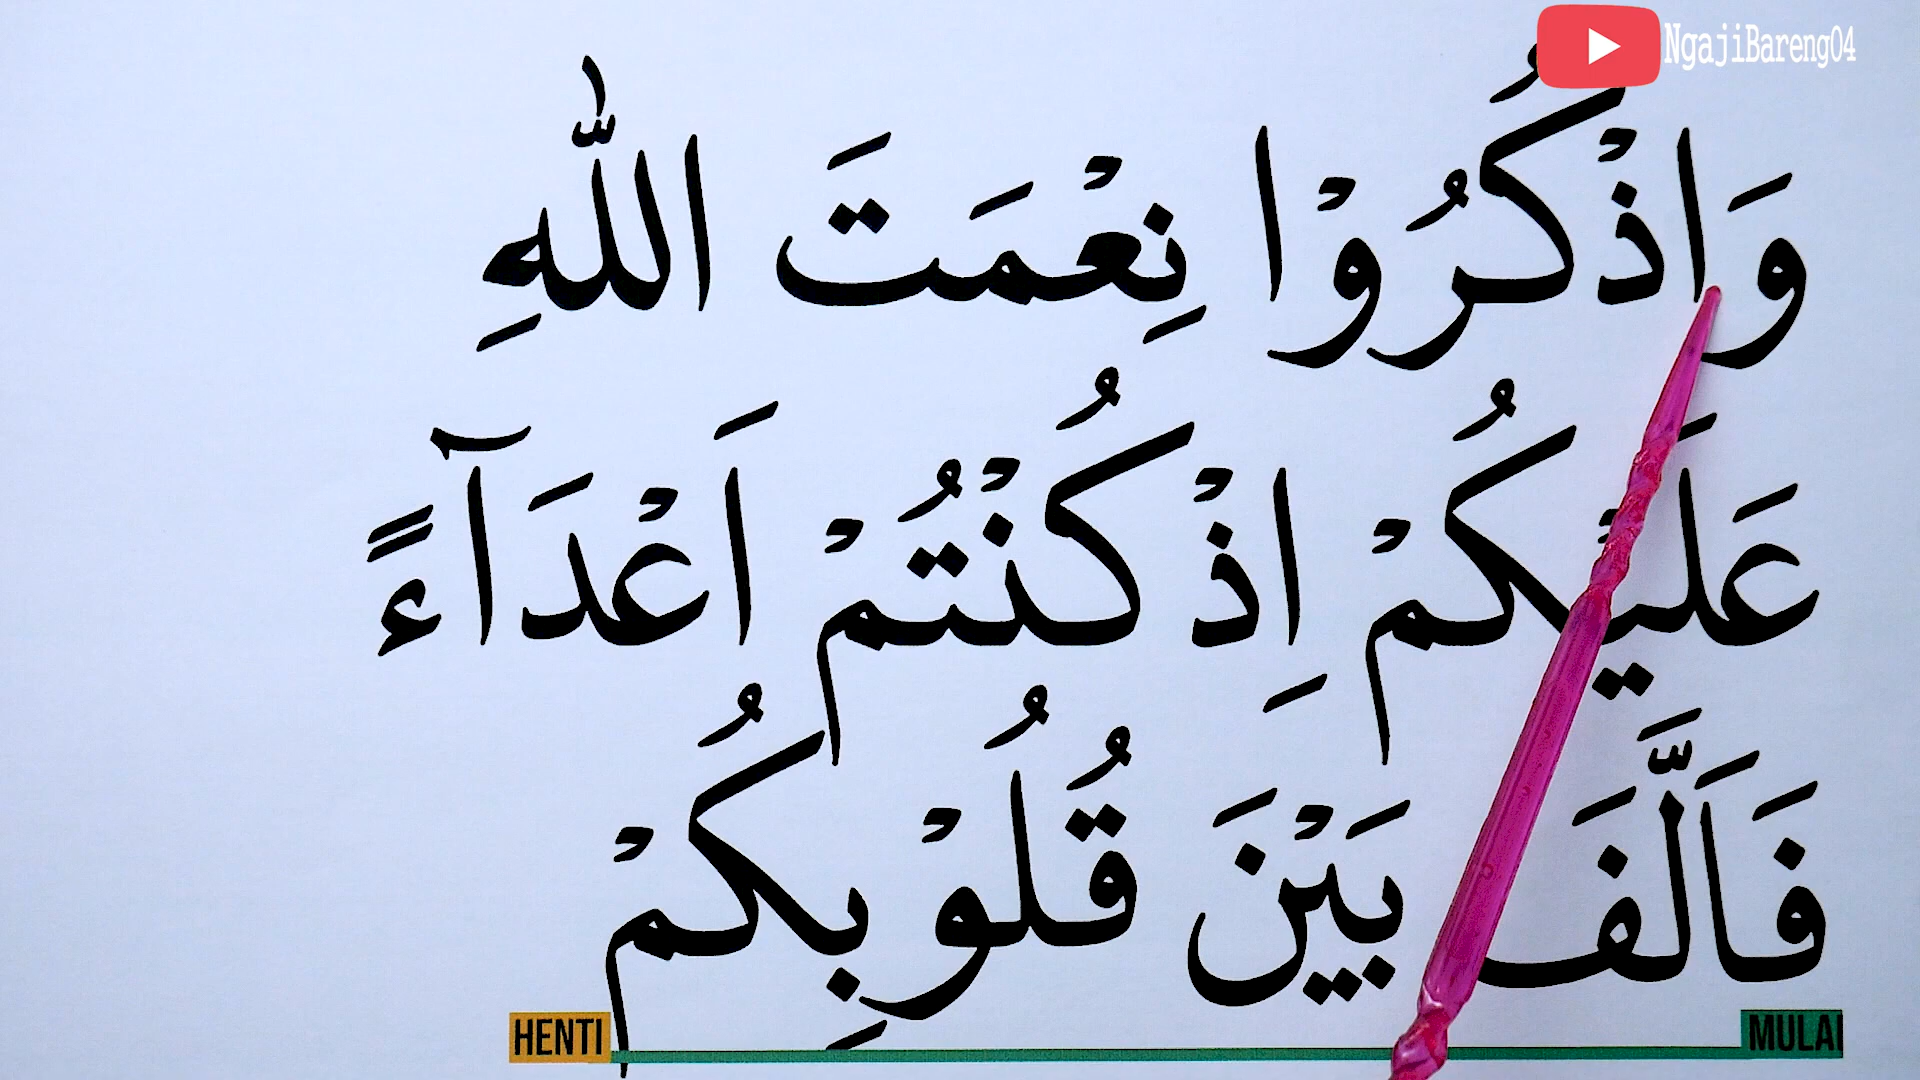 NgajiBareng04
وَاذْكُرُوْا نِعْمَتَ اللّٰهِ
عَلَيْكُمْ اِذْ كُنْتُمْ اَعْدَآءً
فَاَلَّفَ بَيْنَ قُلُوْبِكُمْ
HENTI MULAI